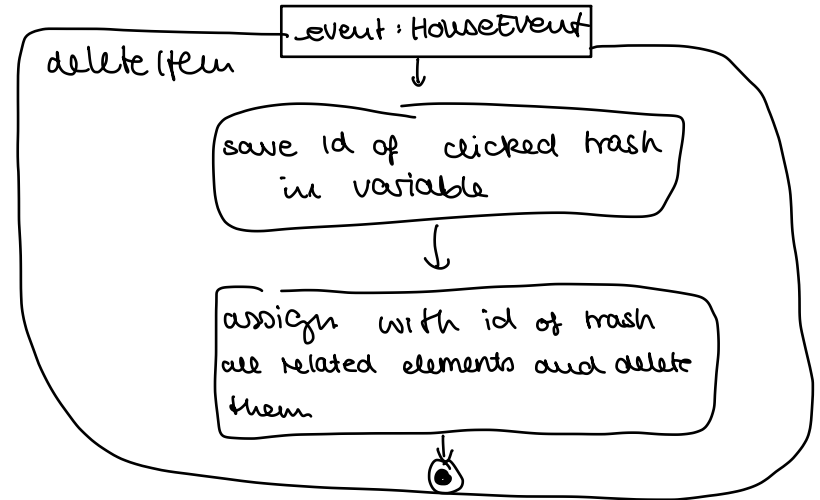 _event: HouseEvent
deleteItem
save id of clicked trash
in variable
assign with id of trash
all related elements and delete
them